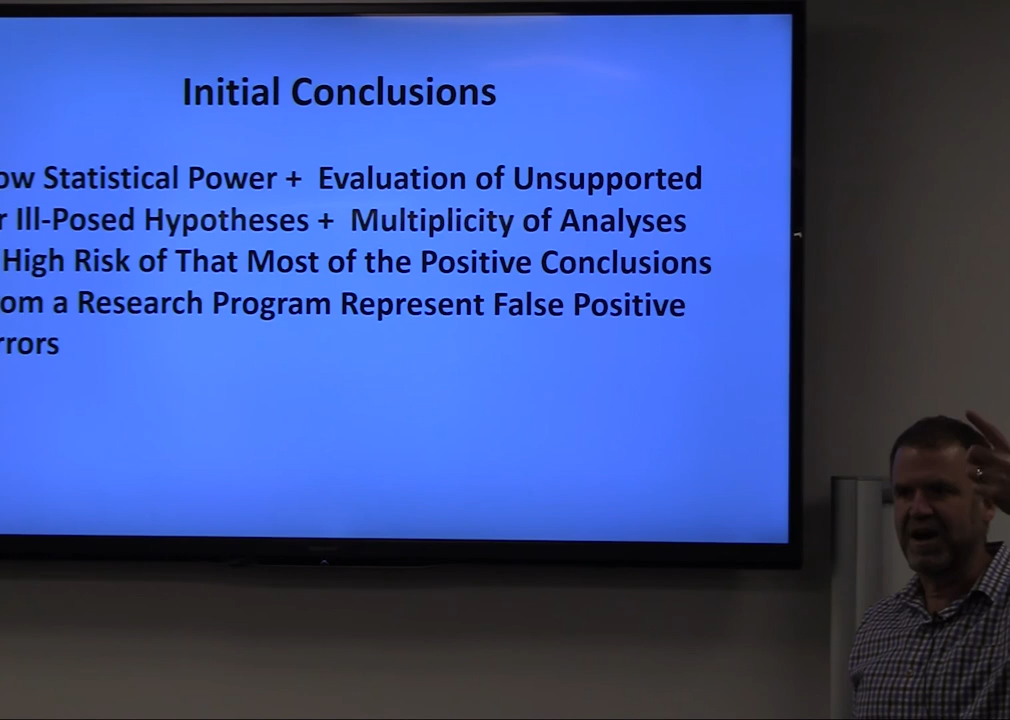 Initial Conclusions
ow Statistical Power + Evaluation of Unsupported
r Ill-Posed Hypotheses + Multiplicity of Analyses
High Risk of That Most of the Positive Conclusions
om a Research Program Represent False Positive
rrors